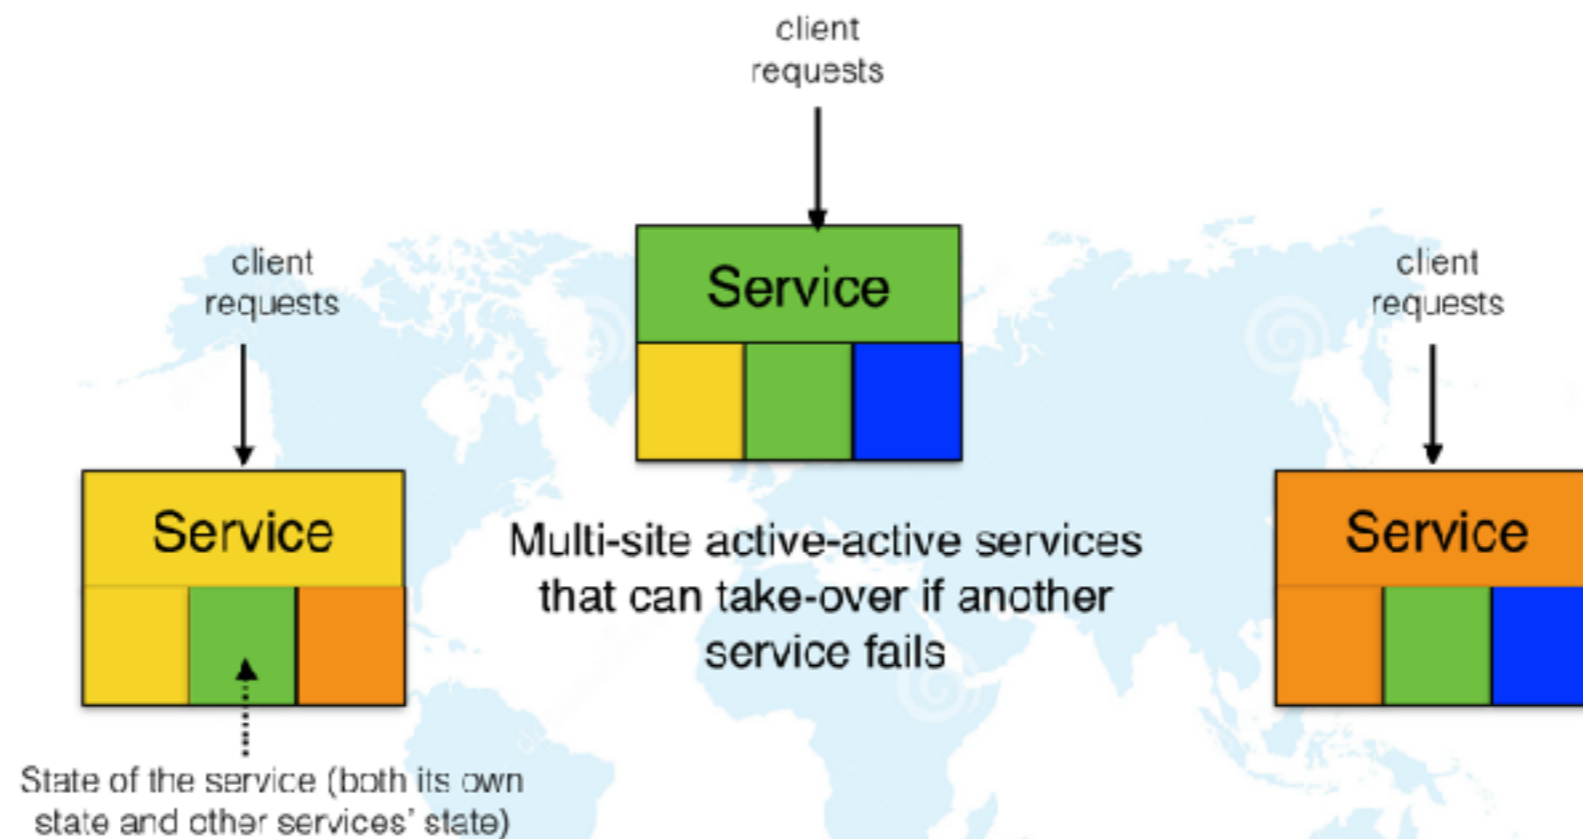 client
requests
client
requests
Service
client
requests
Service
Multi-site active-active services
that can take-over if another
service fails
Service
State of the service (both its own
state and other services' state)